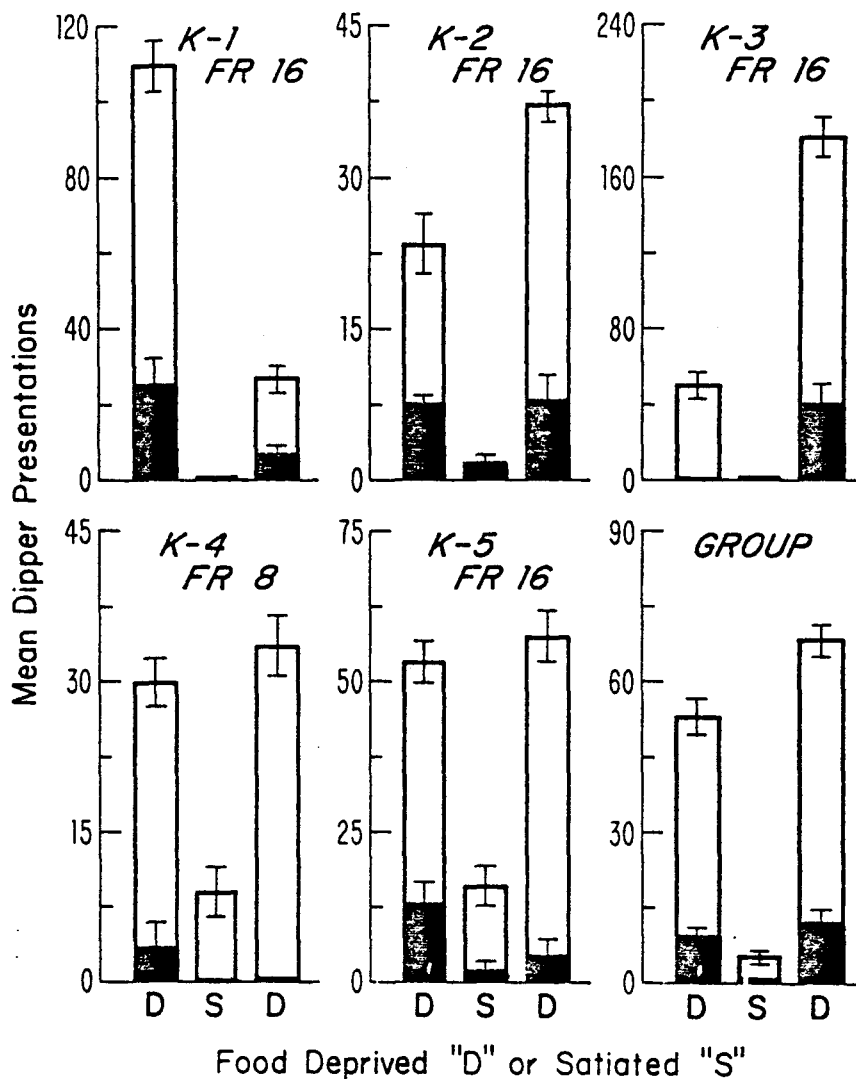 K-1
FR 16
120
80
40
0
K-2
FR 16
45
30
15
0
K-3
FR 16
240
160
80
0
K-4
FR 8
45
30
15
0
K-5
FR 16
75
50
25
0
GROUP
90
60
30
0
D S D
D S D
D S D
Mean Dipper Presentations
Food Deprived "D" or Satiated "S"